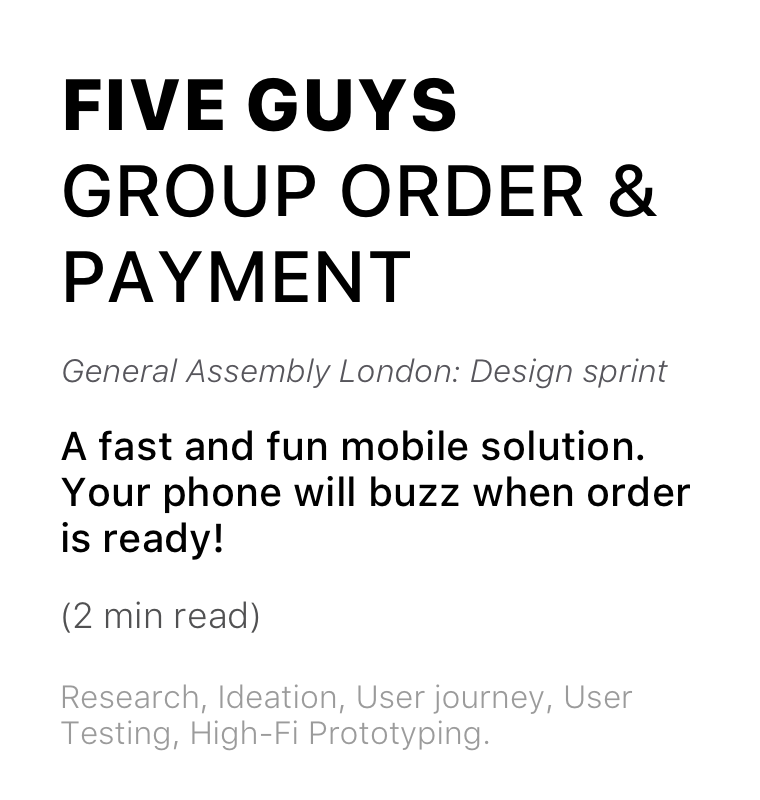 FIVE GUYS
GROUP ORDER &
PAYMENT
General Assembly London: Design sprint
A fast and fun mobile solution.
Your phone will buzz when order
is ready!
(2 min read)
Research, Ideation, User journey, User
Testing, High-Fi Prototyping.